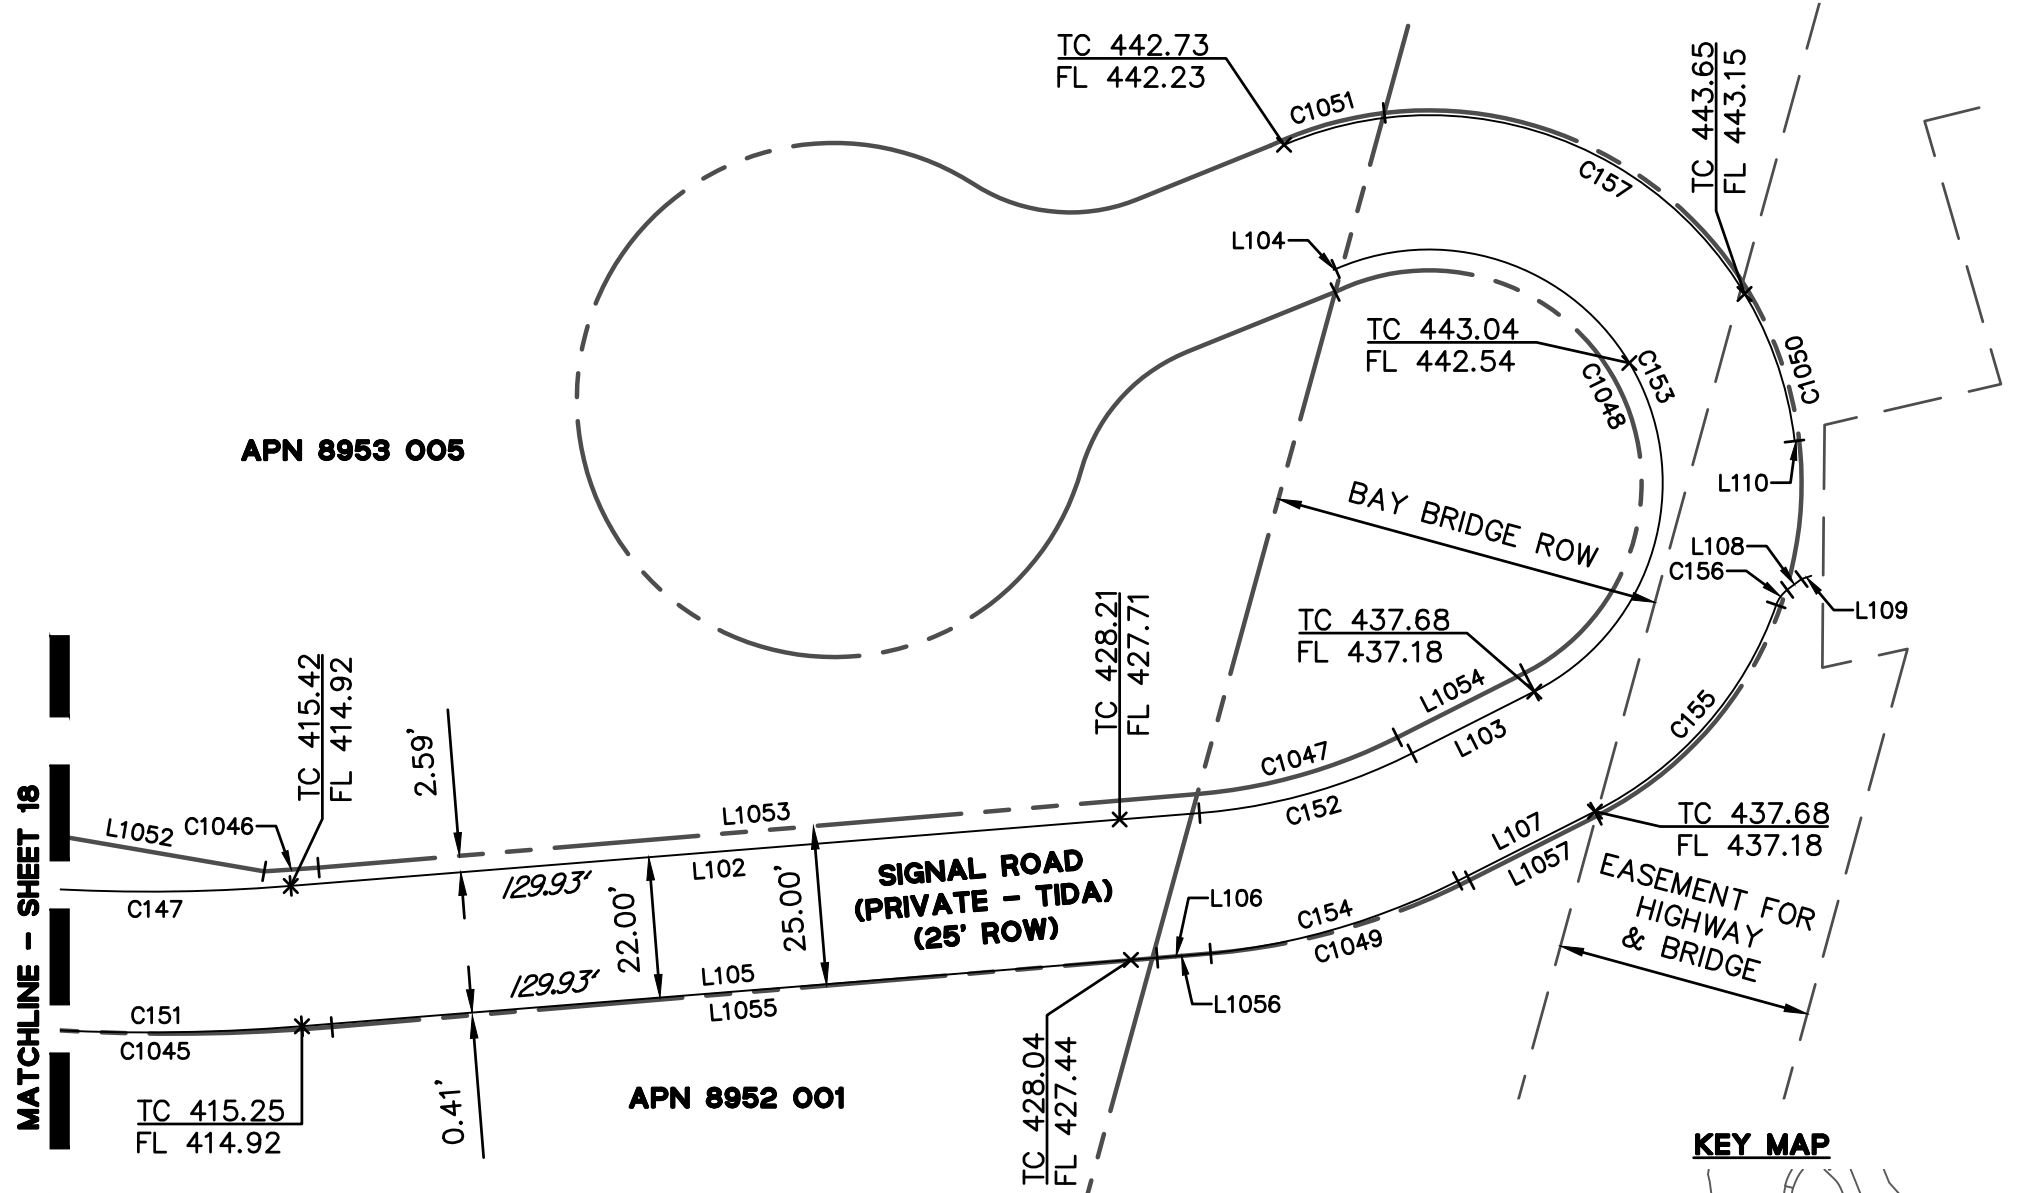 TC 442.73
FL 442.23
C1051
TC 443.65
FL 443.15
C157
L104
TC 443.04
FL 442.54
C153
C1048
C1050
APN 8953 005
L110
BAY BRIDGE ROW
L108
C156
L109
TC 437.68
FL 437.18
TC 428.21
FL 427.71
L1054
L103
C155
TC 415.42
FL 414.92
2.59'
C1047
C152
MATCHLINE - SHEET 18
L1052
C1046
L1053
TC 437.68
FL 437.18
L107
L1057
C147
129.93'
L102
SIGNAL ROAD
(PRIVATE - TIDA)
(25' ROW)
22.00'
25.00'
L106
C154
C1049
EASEMENT FOR
HIGHWAY
& BRIDGE
129.93'
L105
L1055
L1056
C151
C1045
TC 428.04
FL 427.44
TC 415.25
FL 414.92
0.41'
APN 8952 001
KEY MAP